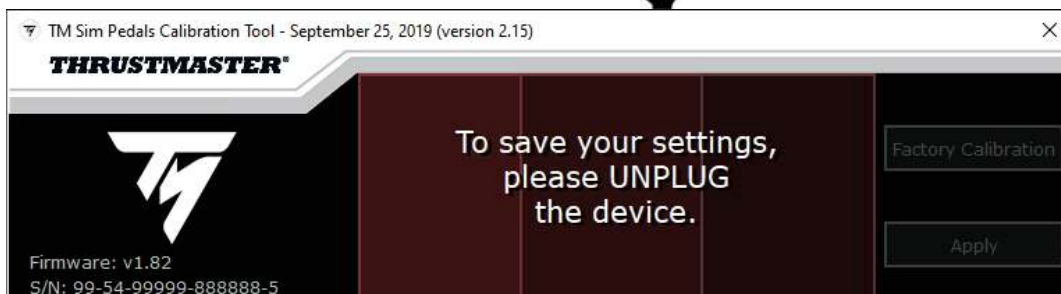 TM Sim Pedals Calibration Tool - September 25, 2019 (version 2.15)
THRUSTMASTER®
To save your settings,
please UNPLUG
the device.
Factory Calibration
Apply
Firmware: v1.82
S/N: 99-54-99999-888888-5